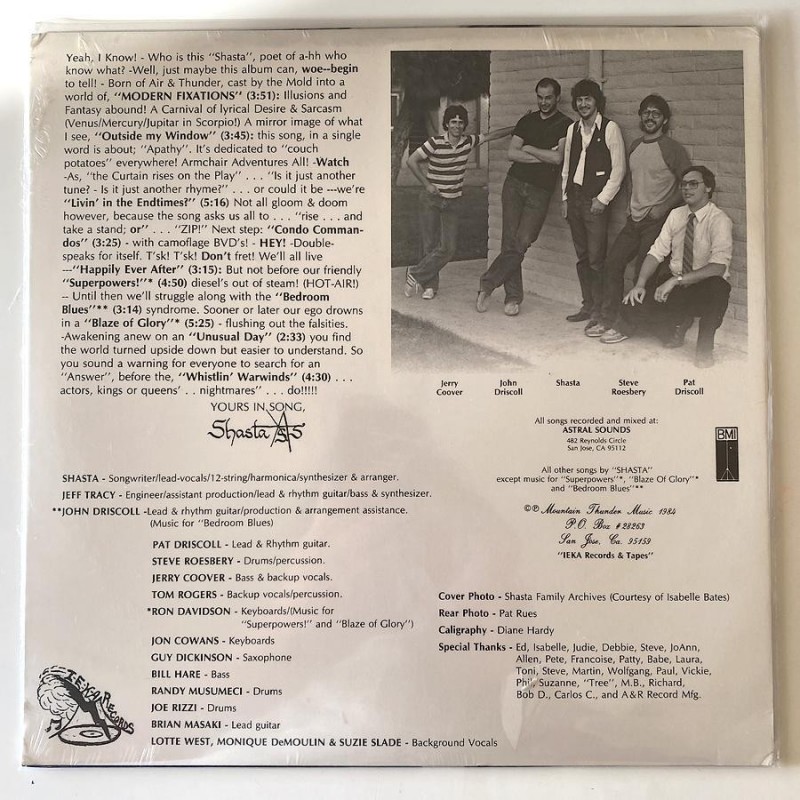 Yeah, I Know! - Who is this "Shasta", poet of a-hh who
know what? -Well, just maybe this album can, woe--begin
to tell! - Born of Air & Thunder, cast by the Mold into a
world of, "MODERN FIXATIONS" (3:51): Illusions and
Fantasy abound! A Carnival of lyrical Desire & Sarcasm
(Venus/Mercury/Jupitar in Scorpio!) A mirror image of what
I see, "Outside my Window" (3:45): this song, in a single
word is about; "Apathy". It's dedicated to "couch
potatoes" everywhere! Armchair Adventures All! -Watch
-As, "the Curtain rises on the Play" . . . "Is it just another
tune? - Is it just another rhyme?" . . . or could it be ---we're
"Livin' in the Endtimes?" (5:16) Not all gloom & doom
however, because the song asks us all to . . . "rise . . . and
take a stand; or" . . . "ZIP!" Next step: "Condo Comman-
dos" (3:25) - with camoflage BVD's! - HEY! -Double-
speaks for itself. T'sk! T'sk! Don't fret! We'll all live
---"Happily Ever After" (3:15): But not before our friendly
"Superpowers!"* (4:50) diesel's out of steam! (HOT-AIR!)
-- Until then we'll struggle along with the "Bedroom
Blues"** (3:14) syndrome. Sooner or later our ego drowns
in a "Blaze of Glory"* (5:25) - flushing out the falsities.
-Awakening anew on an "Unusual Day" (2:33) you find
the world turned upside down but easier to understand. So
you sound a warning for everyone to search for an
"Answer", before the, "Whistlin' Warwinds" (4:30) . . .
actors, kings or queens' . . nightmares" . . . do!!!!!
YOURS IN SONG,
Shasta
SHASTA - Songwriter/lead-vocals/12-string/harmonica/synthesizer & arranger.
JEFF TRACY - Engineer/assistant production/lead & rhythm guitar/bass & synthesizer.
**JOHN DRISCOLL -Lead & rhythm guitar/production & arrangement assistance.
(Music for "Bedroom Blues)
PAT DRISCOLL - Lead & Rhythm guitar.
STEVE ROESBERY - Drums/percussion.
JERRY COOVER - Bass & backup vocals.
TOM ROGERS - Backup vocals/percussion.
*RON DAVIDSON - Keyboards/(Music for
"Superpowers!" and "Blaze of Glory")
JON COWANS - Keyboards
GUY DICKINSON - Saxophone
BILL HARE - Bass
RANDY MUSUMECI - Drums
JOE RIZZI - Drums
BRIAN MASAKI - Lead guitar
LOTTE WEST, MONIQUE DeMOULIN & SUZIE SLADE - Background Vocals
Jerry Coover
John Driscoll
Shasta
Steve Roesbery
Pat Driscoll
All songs recorded and mixed at:
ASTRAL SOUNDS
482 Reynolds Circle
San Jose, CA 95112
BMI
All other songs by "SHASTA"
except music for "Superpowers"*, "Blaze Of Glory"*
and "Bedroom Blues"**
©℗ Mountain Thunder Music 1984
P.O. Box #28263
San Jose, Ca. 95159
"IEKA Records & Tapes"
Cover Photo - Shasta Family Archives (Courtesy of Isabelle Bates)
Rear Photo - Pat Rues
Caligraphy - Diane Hardy
Special Thanks - Ed, Isabelle, Judie, Debbie, Steve, JoAnn,
Allen, Pete, Francoise, Patty, Babe, Laura,
Toni, Steve, Martin, Wolfgang, Paul, Vickie,
Phil, Suzanne, "Tree", M.B., Richard,
Bob D., Carlos C., and A&R Record Mfg.
Records